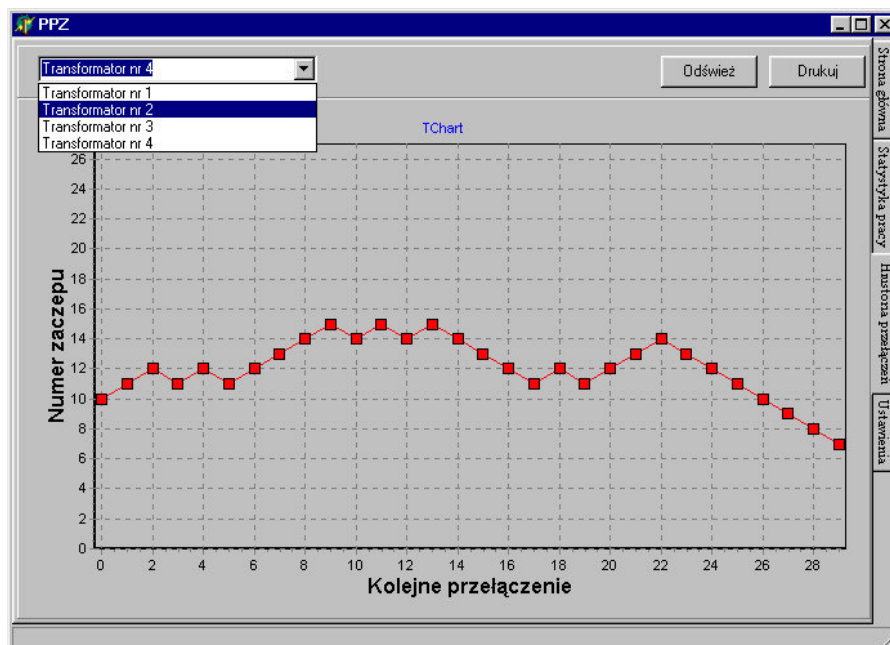 PPZ
Transformator nr 4
Odśwież
Drukuj
Transformator nr 1
Transformator nr 2
Transformator nr 3
Transformator nr 4
TChart
26
24
22
20
18
16
14
12
10
8
6
4
2
0
Numer zaczepu
0 2 4 6 8 10 12 14 16 18 20 22 24 26 28
Kolejne przełączenie
Strona główna
Statystyka pracy
Hmstoria przełączeń
Ustawienia